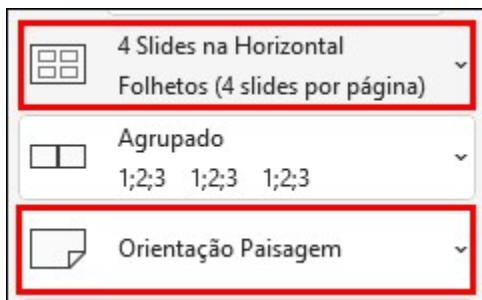 4 Slides na Horizontal
Folhetos (4 slides por página)
Agrupado
1;2;3 1;2;3 1;2;3
Orientação Paisagem